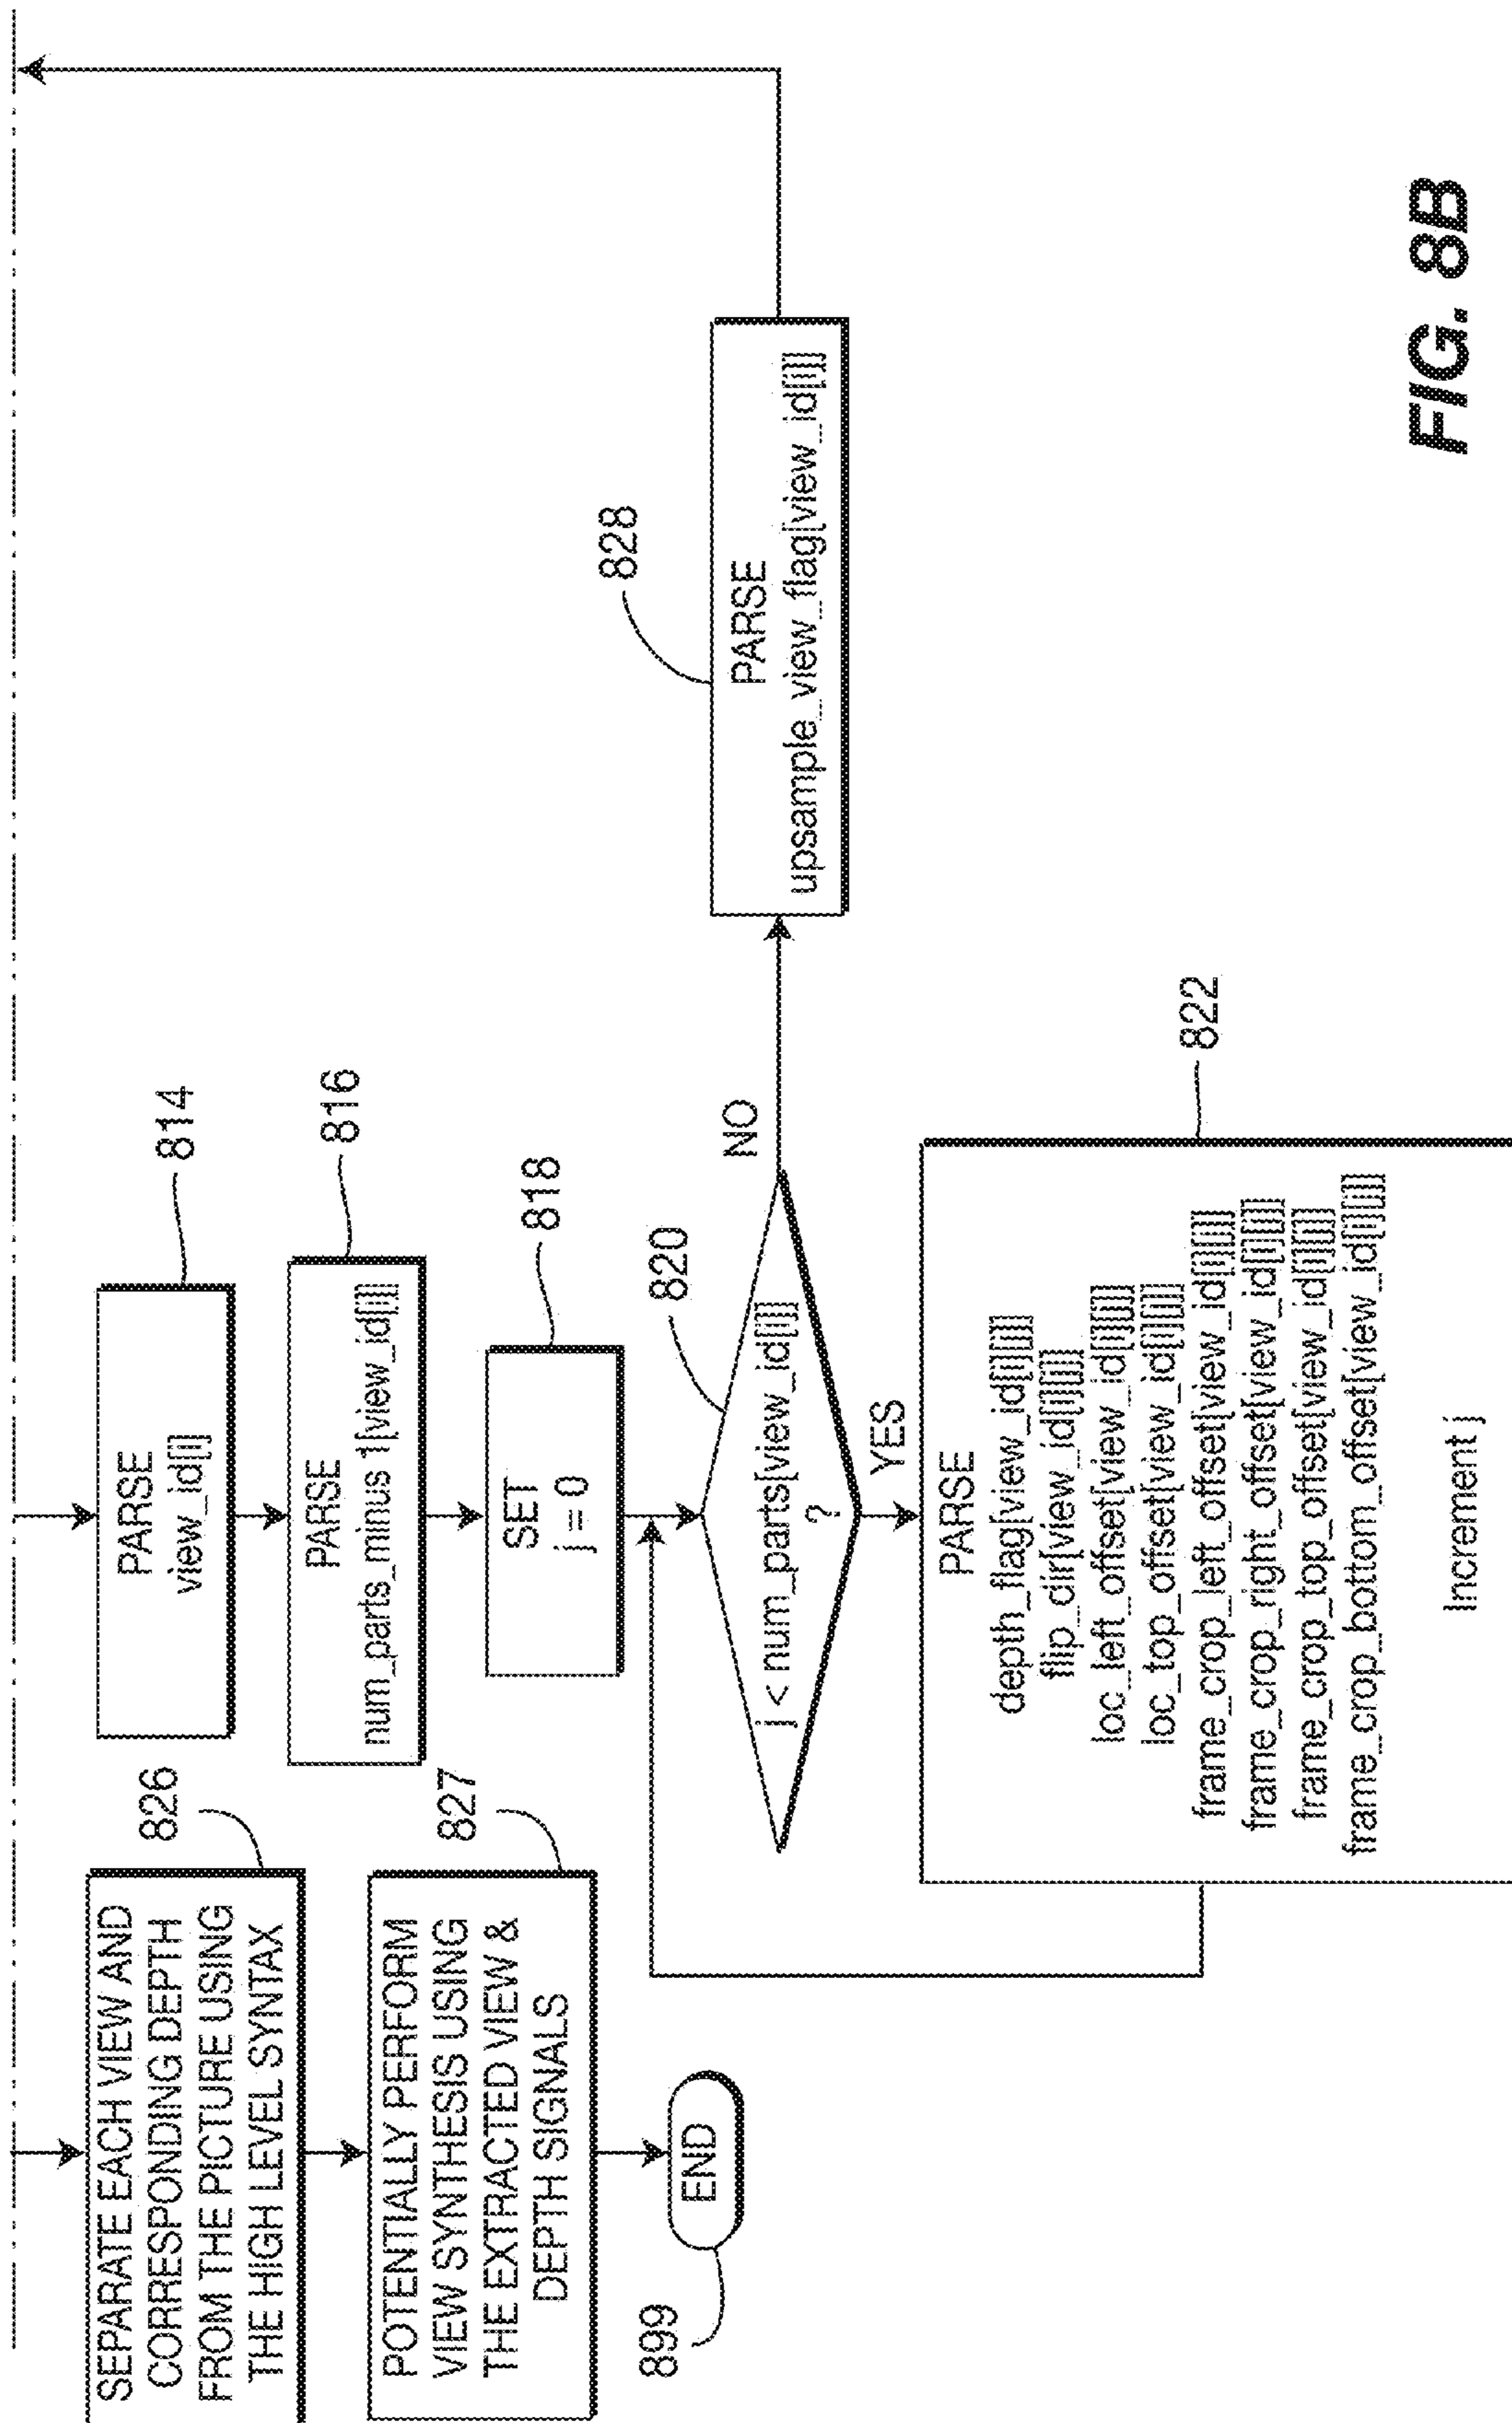 SEPARATE EACH VIEW AND
CORRESPONDING DEPTH
FROM THE PICTURE USING
THE HIGH LEVEL SYNTAX
826
POTENTIALLY PERFORM
VIEW SYNTHESIS USING
THE EXTRACTED VIEW &
DEPTH SIGNALS
827
END
899
PARSE
view_id[i]
814
PARSE
num_parts_minus 1[view_id[i]]
816
SET
j = 0
818
j < num_parts[view_id[i]]
?
820
NO
YES
PARSE
depth_flag[view_id[i]][j]
flip_dir[view_id[i]][j]
loc_left_offset[view_id[i]][j]
loc_top_offset[view_id[i]][j]
frame_crop_left_offset[view_id[i]][j]
frame_crop_right_offset[view_id[i]][j]
frame_crop_top_offset[view_id[i]][j]
frame_crop_bottom_offset[view_id[i]][j]
Increment j
822
PARSE
upsample_view_flag[view_id[i]]
828
FIG. 8B